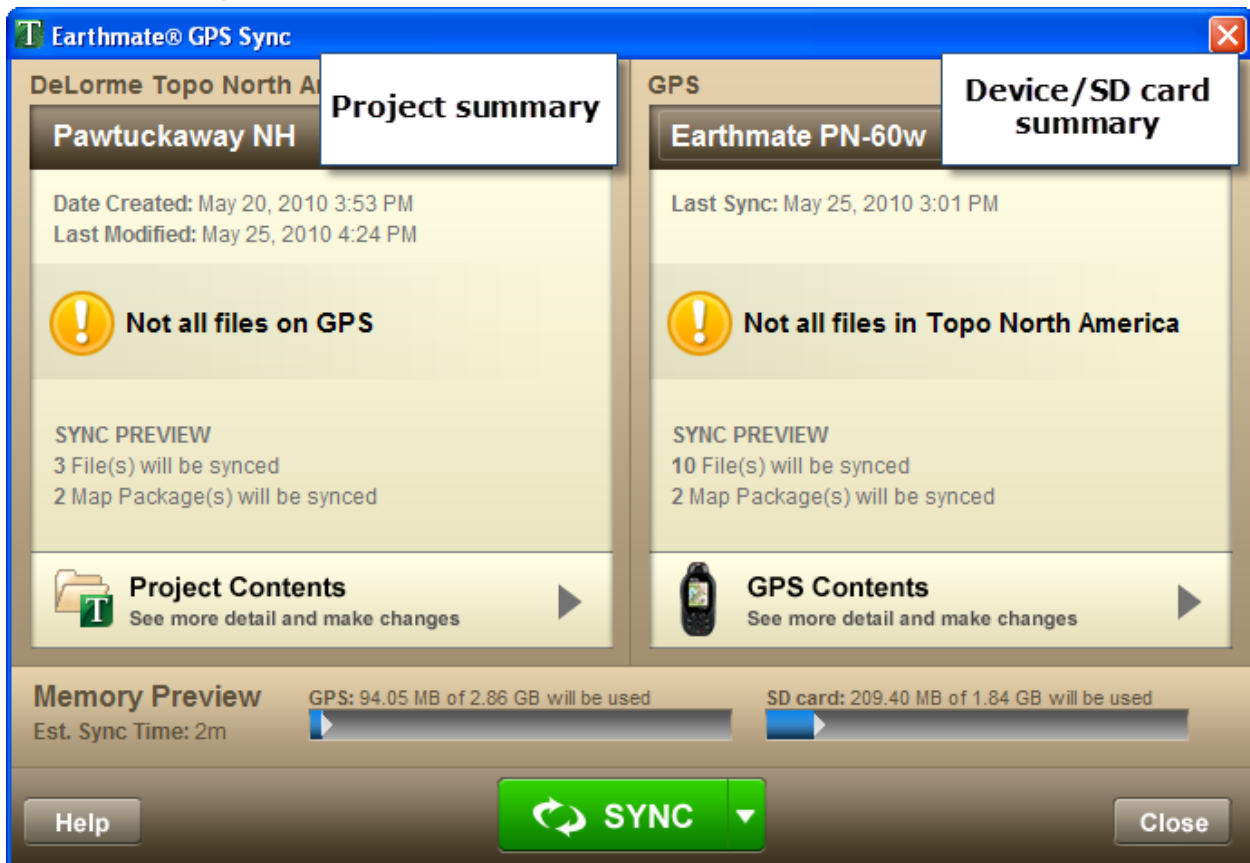 Earthmate® GPS Sync
DeLorme Topo North A
Project summary
Pawtuckaway NH
Date Created: May 20, 2010 3:53 PM
Last Modified: May 25, 2010 4:24 PM
Not all files on GPS
SYNC PREVIEW
3 File(s) will be synced
2 Map Package(s) will be synced
T
Project Contents
See more detail and make changes
GPS
Device/SD card
summary
Earthmate PN-60w
Last Sync: May 25, 2010 3:01 PM
Not all files in Topo North America
SYNC PREVIEW
10 File(s) will be synced
2 Map Package(s) will be synced
GPS Contents
See more detail and make changes
Memory Preview
Est. Sync Time: 2m
GPS: 94.05 MB of 2.86 GB will be used
SD card: 209.40 MB of 1.84 GB will be used
Help
SYNC
Close